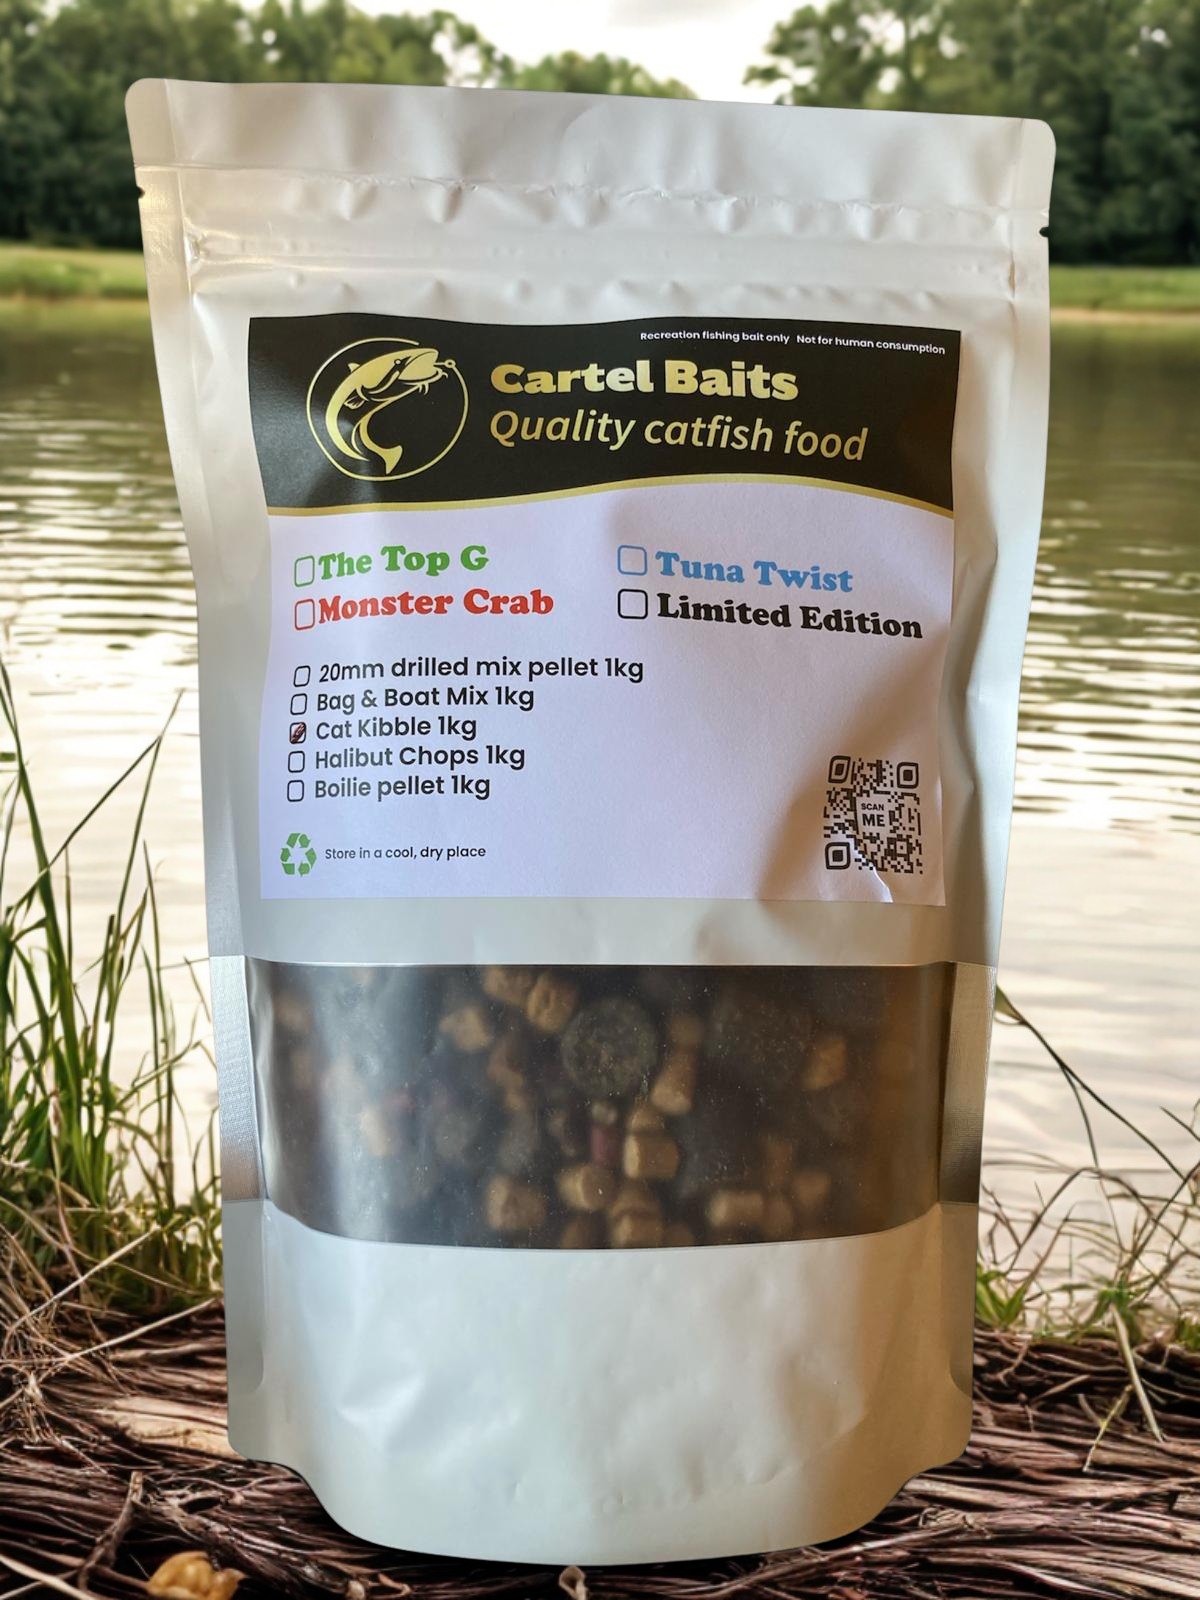 Recreation fishing bait only Not for human consumption
Cartel Baits
Quality catfish food
The Top G
Tuna Twist
Monster Crab
Limited Edition
20mm drilled mix pellet 1kg
Bag & Boat Mix 1kg
Cat Kibble 1kg
Halibut Chops 1kg
Boilie pellet 1kg
SCAN
ME
Store in a cool, dry place